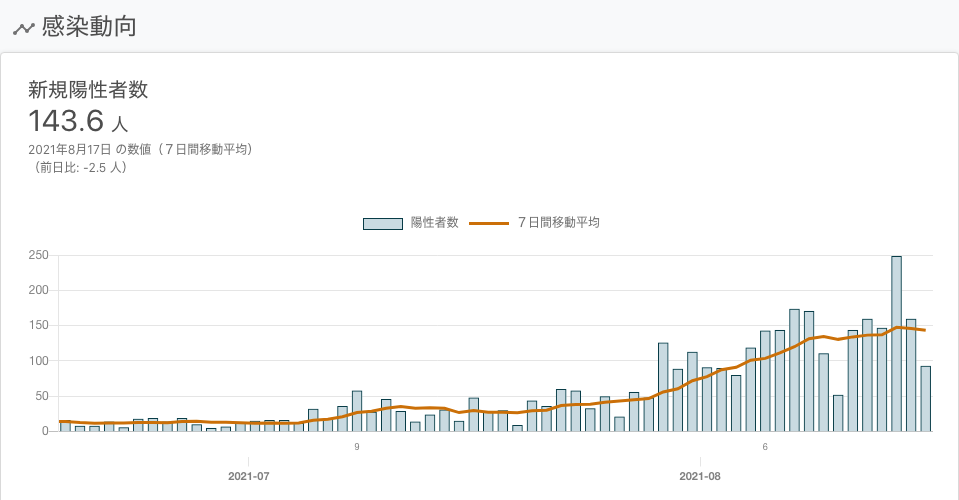 感染動向
新規陽性者数
143.6 人
2021年8月17日 の数値（７日間移動平均）
（前日比: -2.5 人）
陽性者数 ７日間移動平均
250
200
150
100
50
0
9 6
2021-07 2021-08